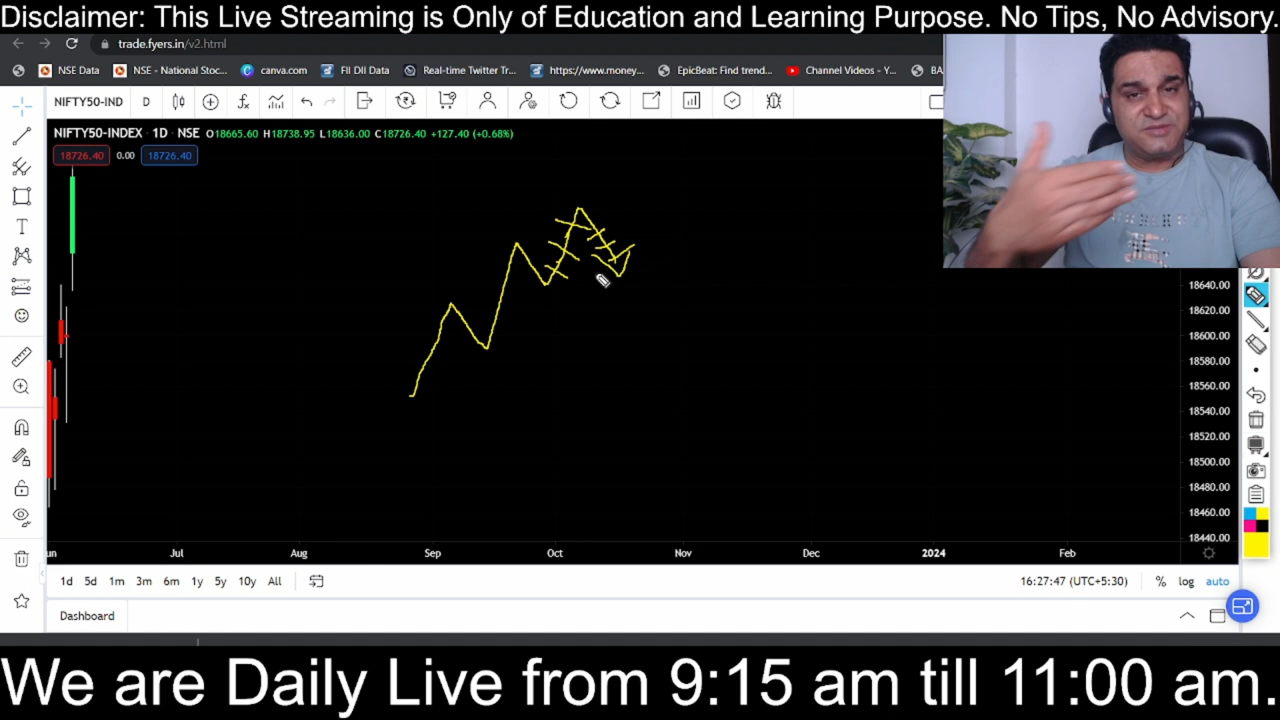 Disclaimer: This Live Streaming is Only of Education and Learning Purpose. No Tips, No Advisory.
trade.fyers.in/v2.html
NSE Data NSE - National Stoc... canva.com FII DII Data Real-time Twitter Tr... https://www.money... EpicBeat: Find trend... Channel Videos - Y... BA
NIFTY50-IND D
NIFTY50-INDEX 1D NSE O18665.60 H18738.95 L18636.00 C18726.40 +127.40 (+0.68%)
18726.40 0.00 18726.40
18640.00
18620.00
18600.00
18580.00
18560.00
18540.00
18520.00
18500.00
18480.00
18460.00
18440.00
un Jul Aug Sep Oct Nov Dec 2024 Feb
1d 5d 1m 3m 6m 1y 5y 10y All 16:27:47 (UTC+5:30) % log auto
Dashboard
We are Daily Live from 9:15 am till 11:00 am.